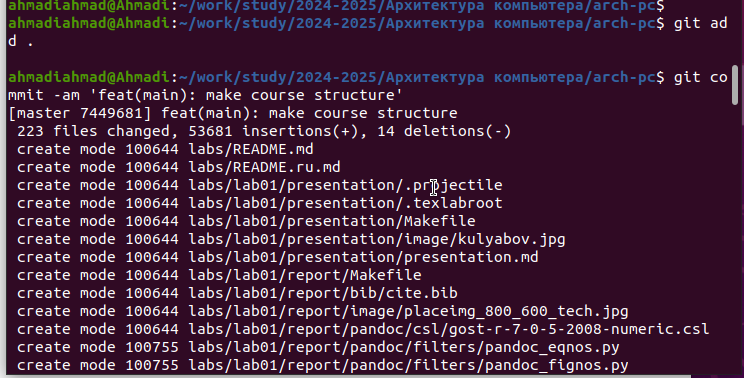 ahmadiahmad@Ahmadi:~/work/study/2024-2025/Архитектура компьютера/arch-pc$
ahmadiahmad@Ahmadi:~/work/study/2024-2025/Архитектура компьютера/arch-pc$ git ad
d .
ahmadiahmad@Ahmadi:~/work/study/2024-2025/Архитектура компьютера/arch-pc$ git co
mmit -am 'feat(main): make course structure'
[master 7449681] feat(main): make course structure
 223 files changed, 53681 insertions(+), 14 deletions(-)
 create mode 100644 labs/README.md
 create mode 100644 labs/README.ru.md
 create mode 100644 labs/lab01/presentation/.projectile
 create mode 100644 labs/lab01/presentation/.texlabroot
 create mode 100644 labs/lab01/presentation/Makefile
 create mode 100644 labs/lab01/presentation/image/kulyabov.jpg
 create mode 100644 labs/lab01/presentation/presentation.md
 create mode 100644 labs/lab01/report/Makefile
 create mode 100644 labs/lab01/report/bib/cite.bib
 create mode 100644 labs/lab01/report/image/placeimg_800_600_tech.jpg
 create mode 100644 labs/lab01/report/pandoc/csl/gost-r-7-0-5-2008-numeric.csl
 create mode 100755 labs/lab01/report/pandoc/filters/pandoc_eqnos.py
 create mode 100755 labs/lab01/report/pandoc/filters/pandoc_fignos.py